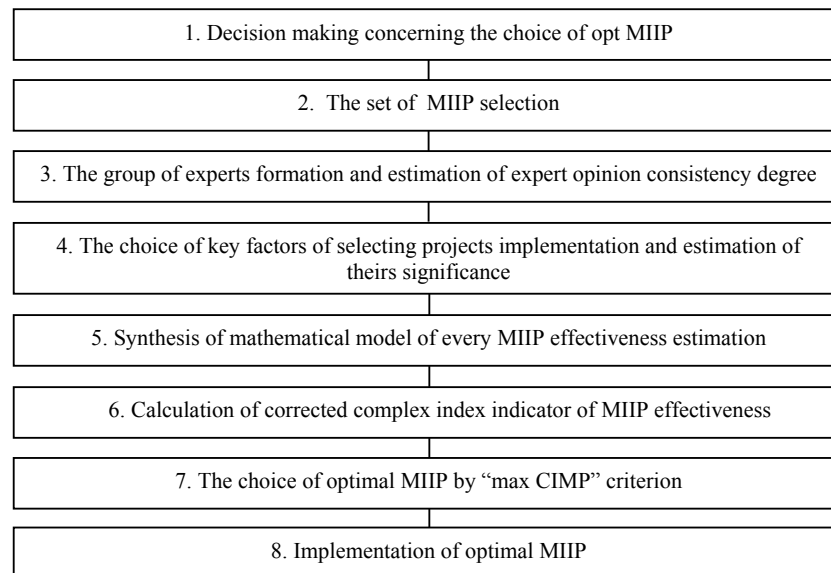 1. Decision making concerning the choice of opt MIIP
2. The set of MIIP selection
3. The group of experts formation and estimation of expert opinion consistency degree
4. The choice of key factors of selecting projects implementation and estimation of
theirs significance
5. Synthesis of mathematical model of every MIIP effectiveness estimation
6. Calculation of corrected complex index indicator of MIIP effectiveness
7. The choice of optimal MIIP by “max CIMP” criterion
8. Implementation of optimal MIIP